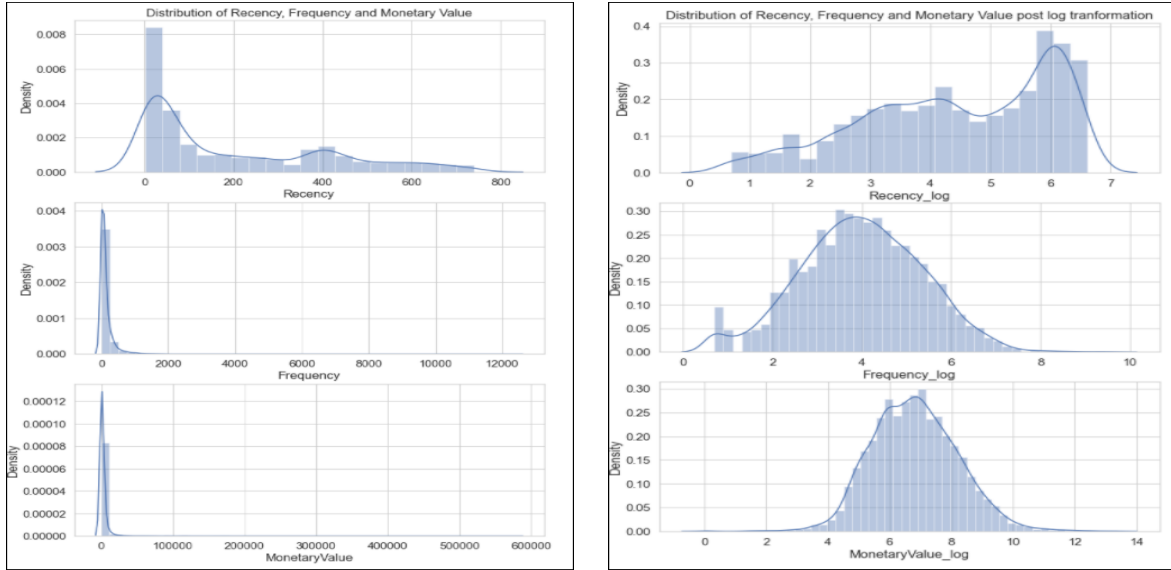 Distribution of Recency, Frequency and Monetary Value
0.008
0.006
0.004
0.002
0.000
Density
0 200 400 600 800
Recency
0.004
0.003
0.002
0.001
0.000
Density
0 2000 4000 6000 8000 10000 12000
Frequency
0.00012
0.00010
0.00008
0.00006
0.00004
0.00002
0.00000
Density
0 100000 200000 300000 400000 500000 600000
MonetaryValue
Distribution of Recency, Frequency and Monetary Value post log tranformation
0.4
0.3
0.2
0.1
0.0
Density
0 1 2 3 4 5 6 7
Recency_log
0.30
0.25
0.20
0.15
0.10
0.05
0.00
Density
0 2 4 6 8 10
Frequency_log
0.30
0.25
0.20
0.15
0.10
0.05
0.00
Density
0 2 4 6 8 10 12 14
MonetaryValue_log